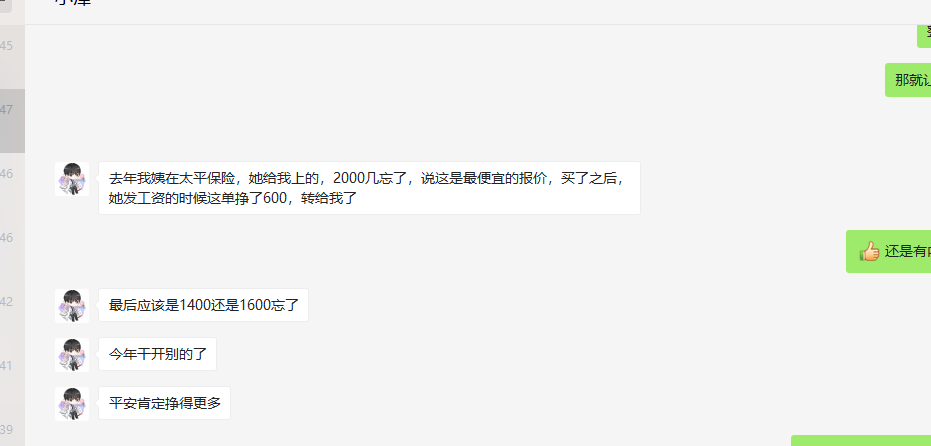 45
那就让
47
去年我姨在太平保险，她给我上的，2000几忘了，说这是最便宜的报价，买了之后，
她发工资的时候这单挣了600，转给我了
46
46
还是有内
最后应该是1400还是1600忘了
42
今年干开别的了
41
平安肯定挣得更多
39